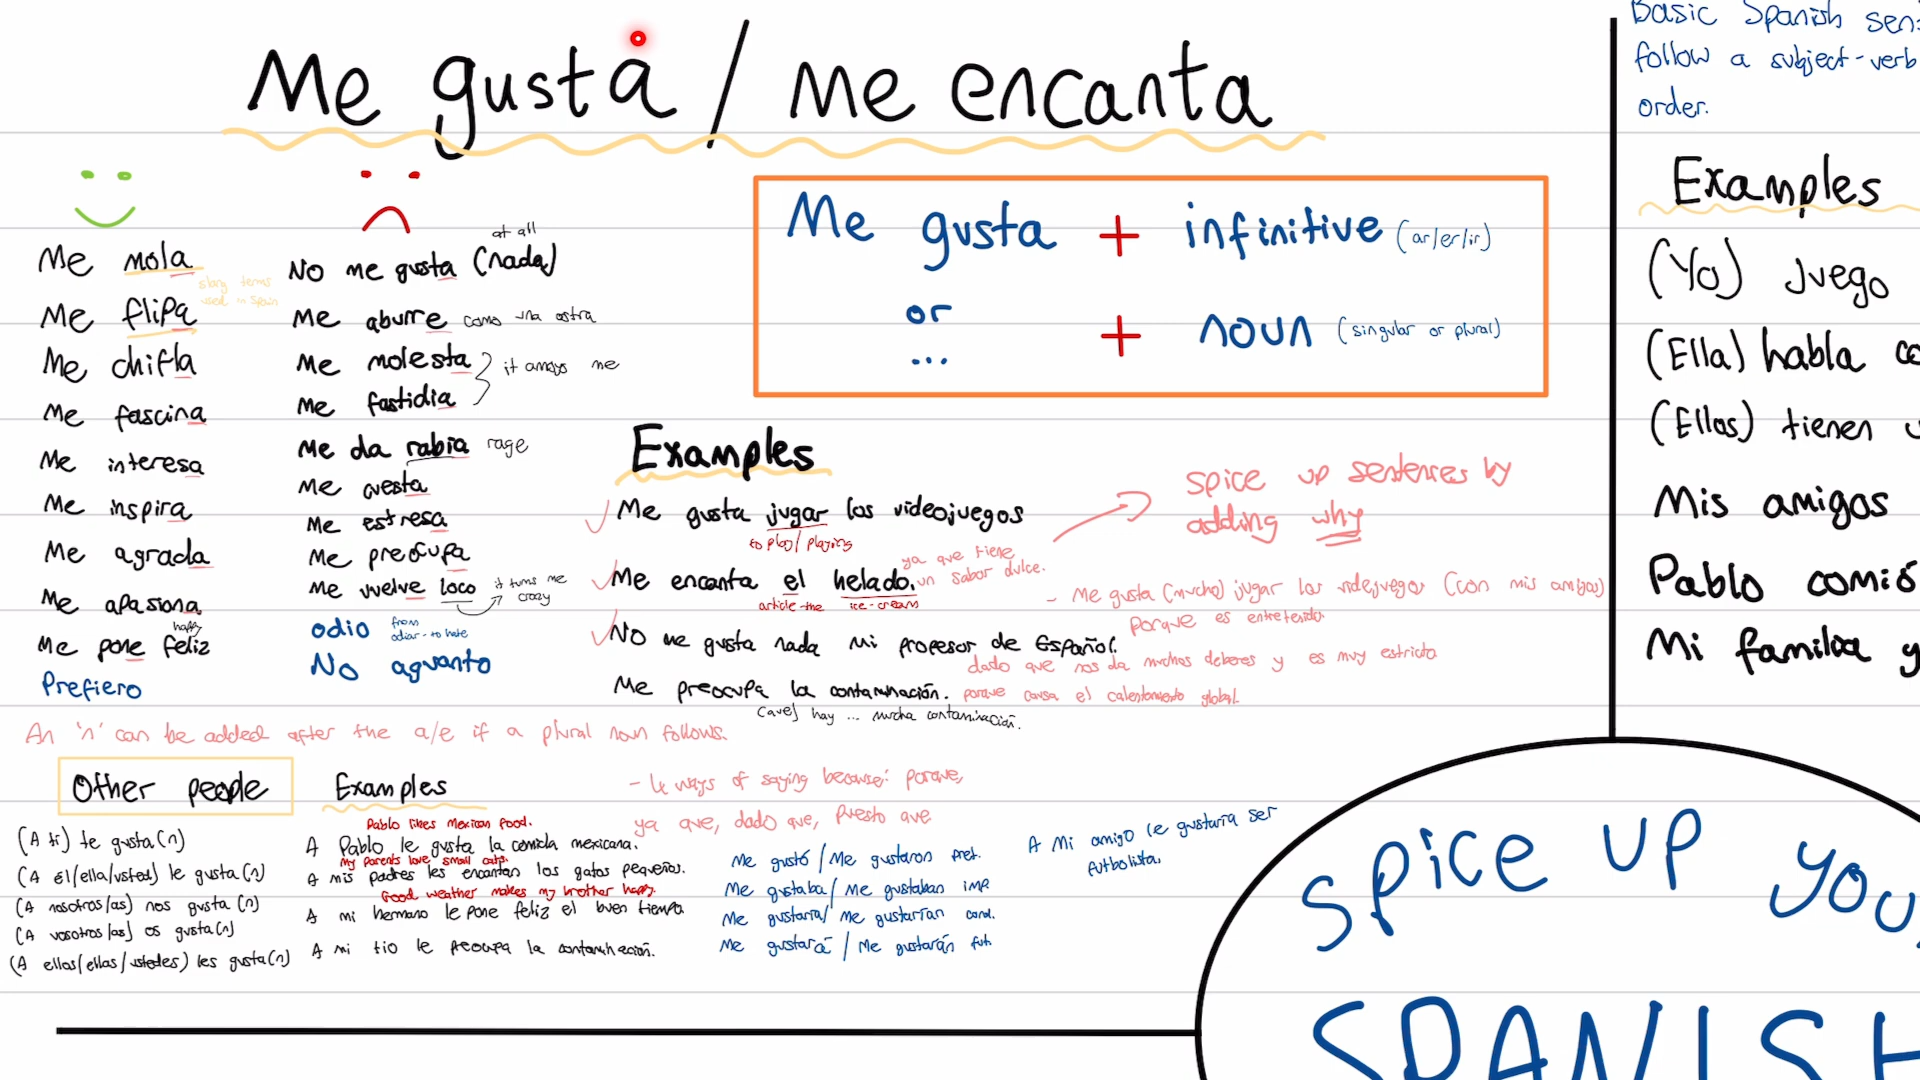 Me gusta / Me encanta
Me mola
slang terms
used in Spain
Me flipa
Me chifla
Me fascina
Me interesa
Me inspira
Me agrada
Me apasiona
happy
Me pone feliz
Prefiero
at all
No me gusta (nada)
Me aburre como una ostra
Me molesta
Me fastidia
it annoys me
Me da rabia rage
Me cuesta
Me estresa
Me preocupa
Me vuelve loco
it turns me
crazy
odio
from
odiar - to hate
No aguanto
Me gusta + infinitive (ar/er/ir)
or
...
+ noun (singular or plural)
Examples
Me gusta jugar los videojuegos
to play/playing
Me encanta el helado.
ya que tiene
un sabor dulce.
article-the ice-cream
No me gusta nada mi profesor de Español.
dado que nos da muchos deberes y es muy estricto
Me preocupa la contaminación. porque causa el calentamiento global.
(que) hay ... mucha contaminación.
spice up sentences by
adding why
- Me gusta (mucho) jugar los videojuegos (con mis amigos)
porque es entretenido.
An 'n' can be added after the a/e if a plural noun follows.
Other people
(A ti) te gusta(n)
(A él/ella/usted) le gusta(n)
(A nosotros/as) nos gusta(n)
(A vosotros/as) os gusta(n)
(A ellos/ellas/ustedes) les gusta(n)
Examples
Pablo likes Mexican food.
A Pablo le gusta la comida mexicana.
My parents love small cats.
A mis padres les encantan los gatos pequeños.
Good weather makes my brother happy.
A mi hermano le pone feliz el buen tiempo
A mi tio le preocupa la contaminación.
- 4 ways of saying because: porque,
ya que, dado que, puesto que
Me gustó / Me gustaron pret.
Me gustaba / Me gustaban imp.
Me gustaría / Me gustarían cond.
Me gustará / Me gustarán fut.
A mi amigo le gustaría ser
futbolista.
Basic Spanish sen
follow a subject-verb
order.
Examples
(Yo) juego
(Ella) habla co
(Ellos) tienen u
Mis amigos
Pablo comió
Mi familia y
SPICE UP YOU
SPANISH